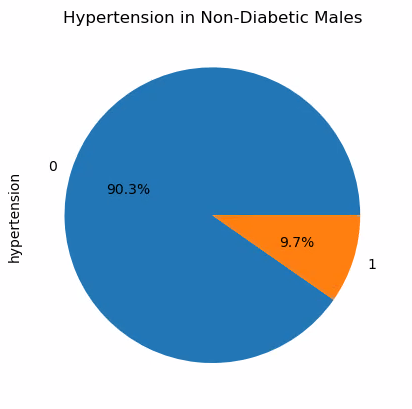 Hypertension in Non-Diabetic Males
0
90.3%
hypertension
9.7%
1